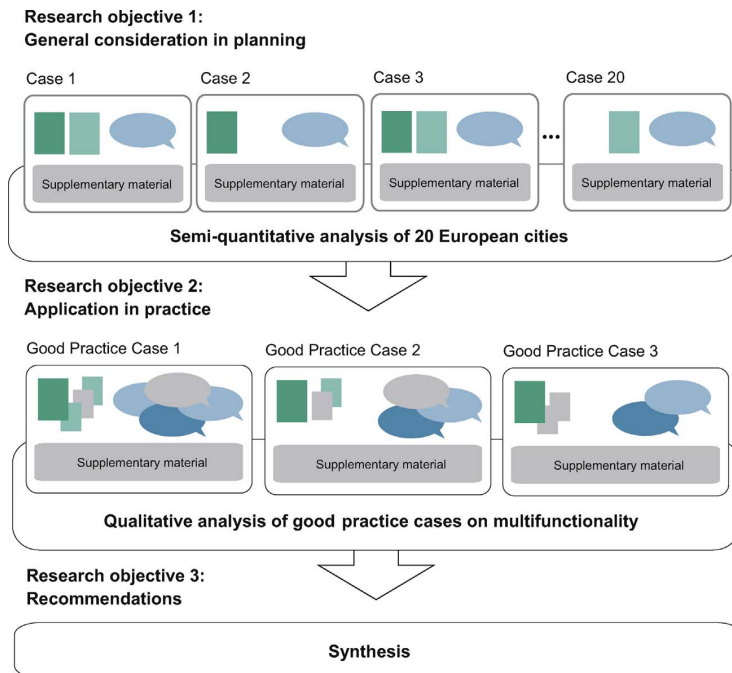 Research objective 1:
General consideration in planning
Case 1
Case 2
Case 3
Case 20
...
Supplementary material
Supplementary material
Supplementary material
Supplementary material
Semi-quantitative analysis of 20 European cities
Research objective 2:
Application in practice
Good Practice Case 1
Good Practice Case 2
Good Practice Case 3
Supplementary material
Supplementary material
Supplementary material
Qualitative analysis of good practice cases on multifunctionality
Research objective 3:
Recommendations
Synthesis